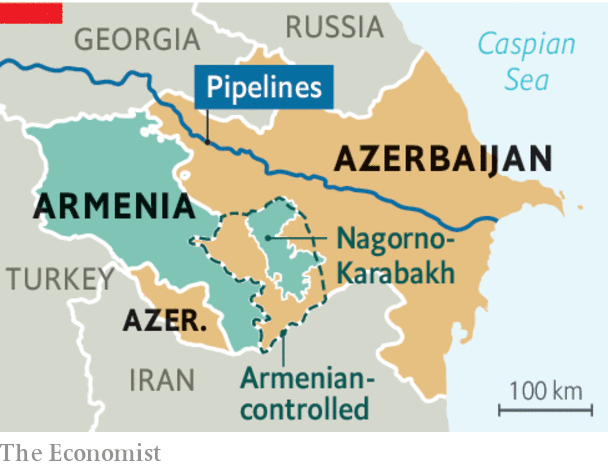 GEORGIA
RUSSIA
Caspian
Sea
Pipelines
AZERBAIJAN
ARMENIA
Nagorno-
Karabakh
TURKEY
AZER.
IRAN
Armenian-
controlled
100 km
The Economist